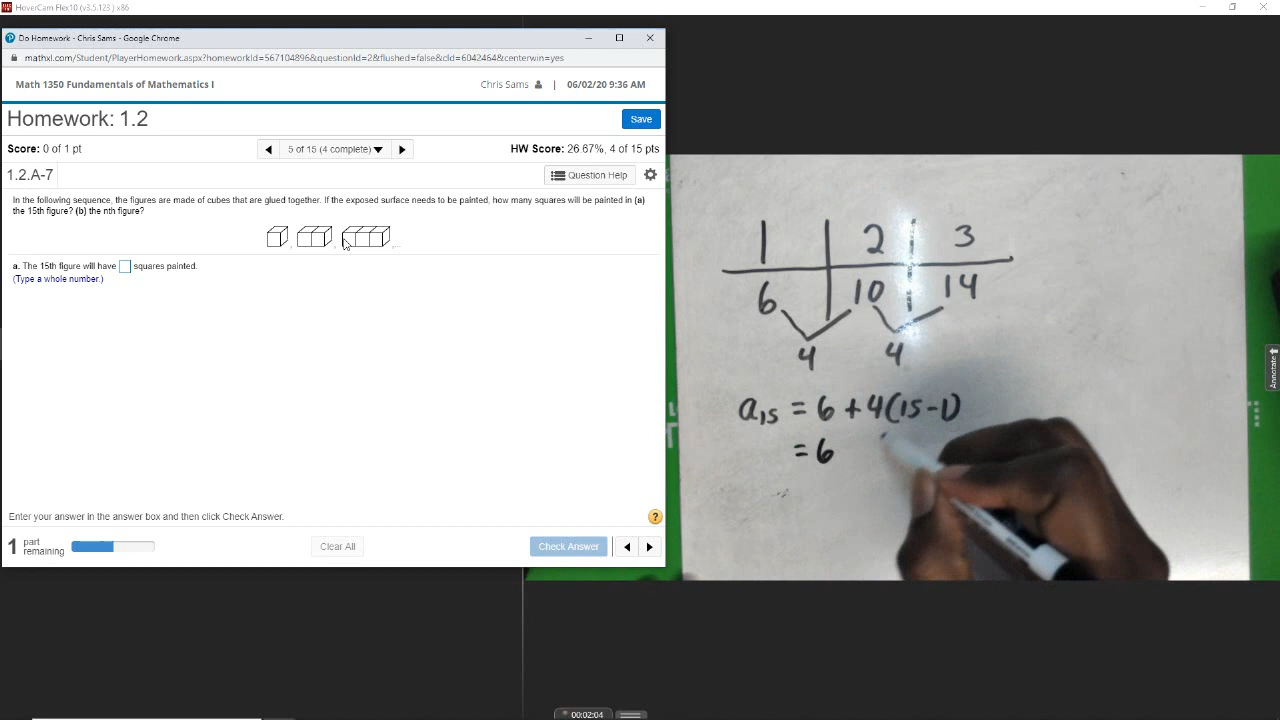 HoverCam Flex10 (v3.5.123) x86
Do Homework - Chris Sams - Google Chrome
mathxl.com/Student/PlayerHomework.aspx?homeworkId=567104896&questionId=2&flushed=false&cId=6042464&centerwin=yes
Math 1350 Fundamentals of Mathematics I
Chris Sams | 06/02/20 9:36 AM
Homework: 1.2
Save
Score: 0 of 1 pt
5 of 15 (4 complete)
HW Score: 26.67%, 4 of 15 pts
1.2.A-7
Question Help
In the following sequence, the figures are made of cubes that are glued together. If the exposed surface needs to be painted, how many squares will be painted in (a)
the 15th figure? (b) the nth figure?
, , ,...
a. The 15th figure will have squares painted.
(Type a whole number.)
Enter your answer in the answer box and then click Check Answer.
?
1 part
remaining
Clear All
Check Answer
1 2 3
6 10 14
4 4
a15 = 6 + 4(15-1)
= 6
Annotate
00:02:04